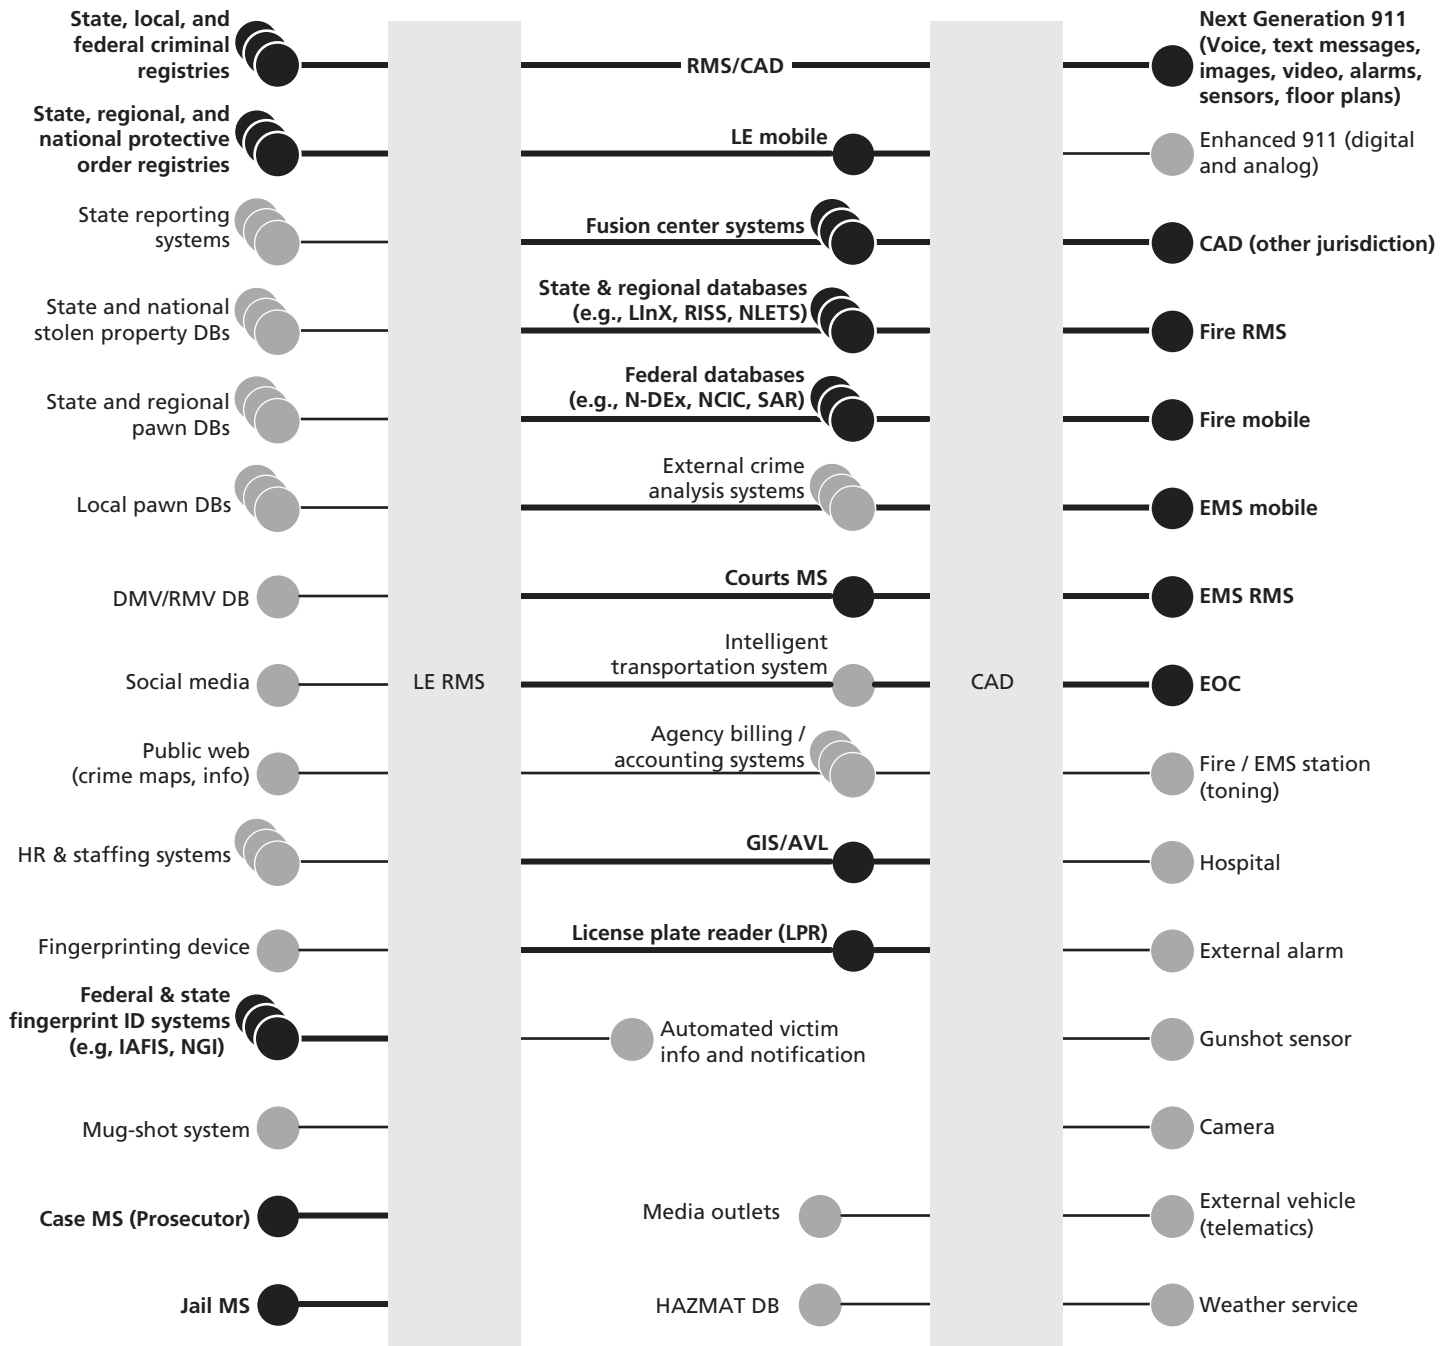 State, local, and
federal criminal
registries
State, regional, and
national protective
order registries
State reporting
systems
State and national
stolen property DBs
State and regional
pawn DBs
Local pawn DBs
DMV/RMV DB
Social media
Public web
(crime maps, info)
HR & staffing systems
Fingerprinting device
Federal & state
fingerprint ID systems
(e.g, IAFIS, NGI)
Mug-shot system
Case MS (Prosecutor)
Jail MS
LE RMS
RMS/CAD
LE mobile
Fusion center systems
State & regional databases
(e.g., LInX, RISS, NLETS)
Federal databases
(e.g., N-DEx, NCIC, SAR)
External crime
analysis systems
Courts MS
Intelligent
transportation system
Agency billing /
accounting systems
GIS/AVL
License plate reader (LPR)
Automated victim
info and notification
Media outlets
HAZMAT DB
CAD
Next Generation 911
(Voice, text messages,
images, video, alarms,
sensors, floor plans)
Enhanced 911 (digital
and analog)
CAD (other jurisdiction)
Fire RMS
Fire mobile
EMS mobile
EMS RMS
EOC
Fire / EMS station
(toning)
Hospital
External alarm
Gunshot sensor
Camera
External vehicle
(telematics)
Weather service